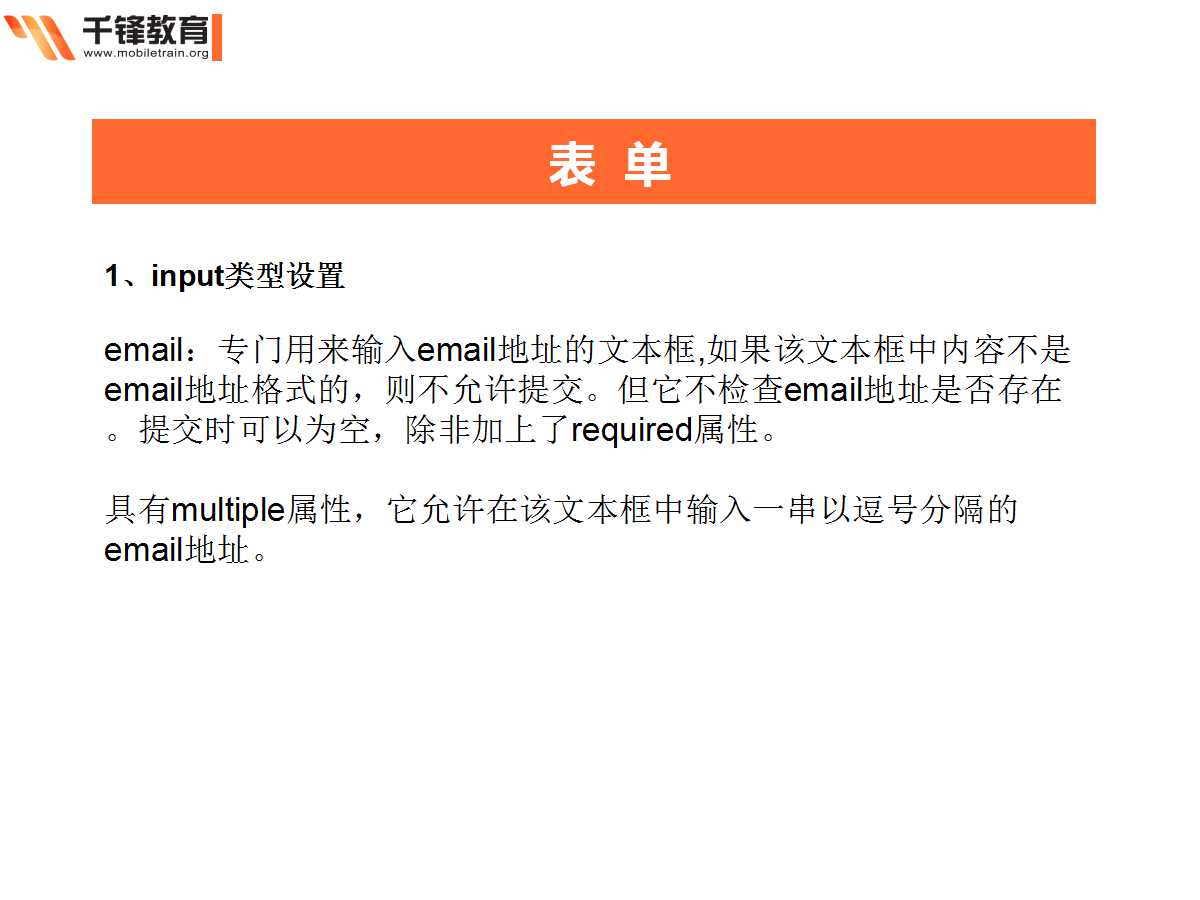 千锋教育
www.mobiletrain.org
表 单
1、input类型设置
email：专门用来输入email地址的文本框,如果该文本框中内容不是
email地址格式的，则不允许提交。但它不检查email地址是否存在
。提交时可以为空，除非加上了required属性。
具有multiple属性，它允许在该文本框中输入一串以逗号分隔的
email地址。